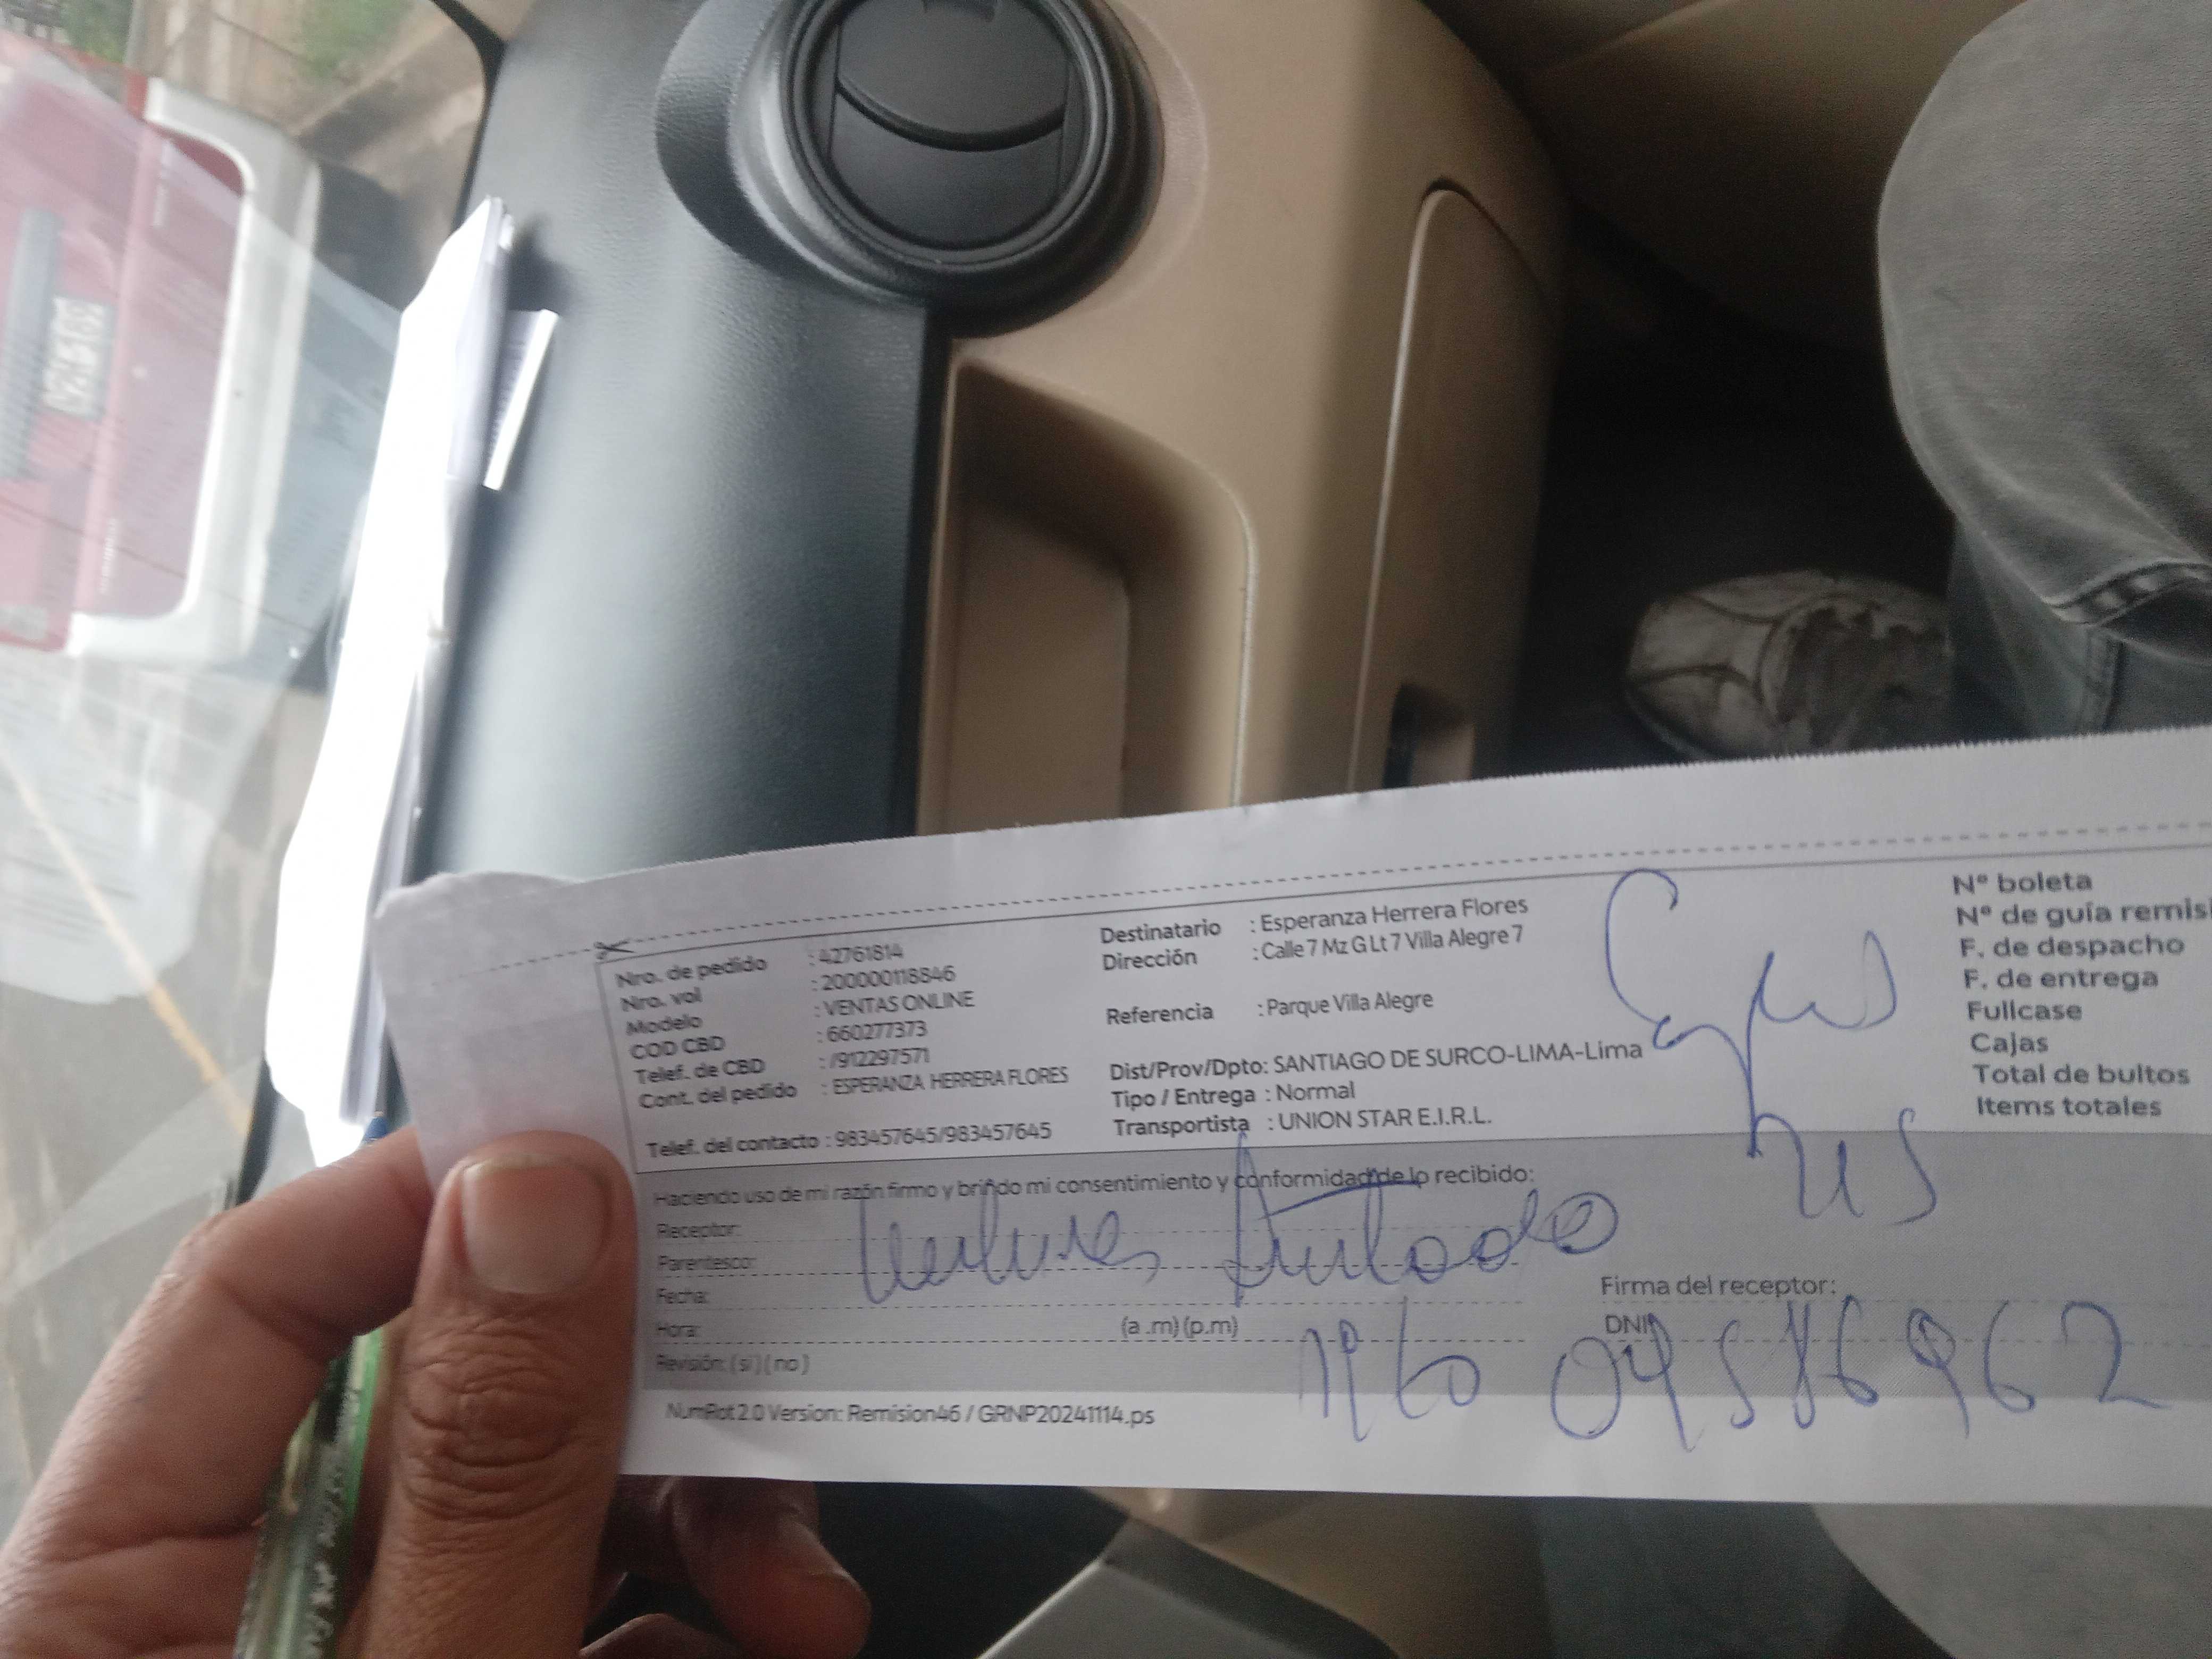 Nro. de pedido : 42761814
Nro. vol : 200000118846
Modelo : VENTAS ONLINE
COD CBD : 660277373
Telef. de CBD : /912297571
Cont. del pedido : ESPERANZA HERRERA FLORES
Telef. del contacto : 983457645/983457645
Destinatario : Esperanza Herrera Flores
Dirección : Calle 7 Mz G Lt 7 Villa Alegre 7
Referencia : Parque Villa Alegre
Dist/Prov/Dpto: SANTIAGO DE SURCO-LIMA-Lima
Tipo / Entrega : Normal
Transportista : UNION STAR E.I.R.L.
N° boleta
N° de guía remisi
F. de despacho
F. de entrega
Fullcase
Cajas
Total de bultos
Items totales
Haciendo uso de mi razón firmo y brindo mi consentimiento y conformidad de lo recibido:
Receptor:
Parentesco:
Fecha:
Hora: (a .m) (p.m)
Revisión: ( si ) ( no )
Firma del receptor:
DNI
NumRot 2.0 Version: Remision46 / GRNP20241114.ps